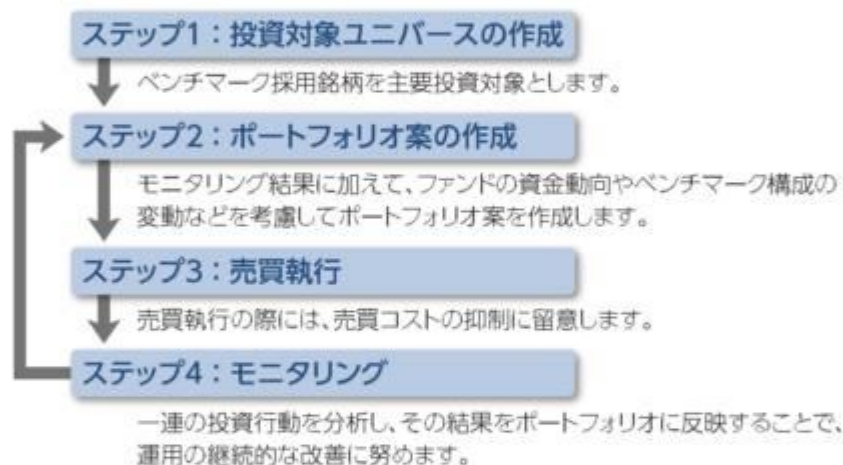 ステップ1：投資対象ユニバースの作成
ベンチマーク採用銘柄を主要投資対象とします。
ステップ2：ポートフォリオ案の作成
モニタリング結果に加えて、ファンドの資金動向やベンチマーク構成の
変動などを考慮してポートフォリオ案を作成します。
ステップ3：売買執行
売買執行の際には、売買コストの抑制に留意します。
ステップ4：モニタリング
一連の投資行動を分析し、その結果をポートフォリオに反映することで、
運用の継続的な改善に努めます。